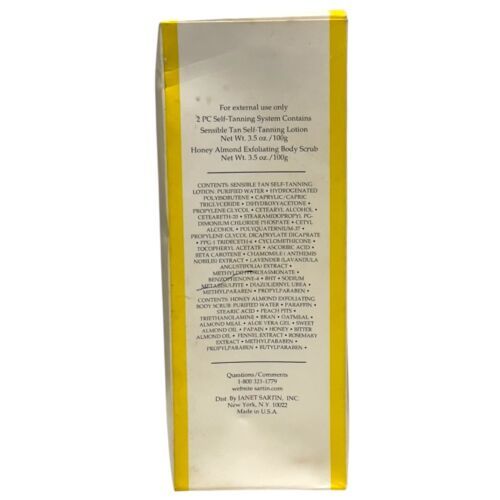 For external use only
2 PC Self-Tanning System Contains
Sensible Tan Self-Tanning Lotion
Net Wt. 3.5 oz./100g
Honey Almond Exfoliating Body Scrub
Net Wt. 3.5 oz./100g
CONTENTS: SENSIBLE TAN SELF-TANNING
LOTION: PURIFIED WATER • HYDROGENATED
POLYISOBUTENE • CAPRYLIC/CAPRIC
TRIGLYCERIDE • DIHYDROXYACETONE •
PROPYLENE GLYCOL • CETEARYL ALCOHOL •
CETEARETH-20 • STEARAMIDOPROPYL PG-
DIMONIUM CHLORIDE PHOSPATE • CETYL
ALCOHOL • POLYQUATERNIUM-37 •
PROPYLENE GLYCOL DICAPRYLATE DICAPRATE
• PPG-1 TRIDECETH-6 • CYCLOMETHICONE •
TOCOPHERYL ACETATE • ASCORBIC ACID •
BETA CAROTENE • CHAMOMILE (ANTHEMIS
NOBILIS) EXTRACT • LAVENDER (LAVANDULA
ANGUSTIFOLIA) EXTRACT •
METHYLDIHYDROJASMONATE •
BENZOPHENONE-4 • BHT • SODIUM
METABISULFITE • DIAZOLIDINYL UREA •
METHYLPARABEN • PROPYLPARABEN
CONTENTS: HONEY ALMOND EXFOLIATING
BODY SCRUB: PURIFIED WATER • PARAFFIN •
STEARIC ACID • PEACH PITS •
TRIETHANOLAMINE • BRAN • OATMEAL •
ALMOND MEAL • ALOE VERA GEL • SWEET
ALMOND OIL • PAPAIN • HONEY • BITTER
ALMOND OIL • FENNEL EXTRACT • ROSEMARY
EXTRACT • METHYLPARABEN •
PROPYLPARABEN • BUTYLPARABEN •
Questions/Comments
1-800 321-1779
website sartin.com
Dist. By JANET SARTIN, INC.
New York, N.Y. 10022
Made in U.S.A.